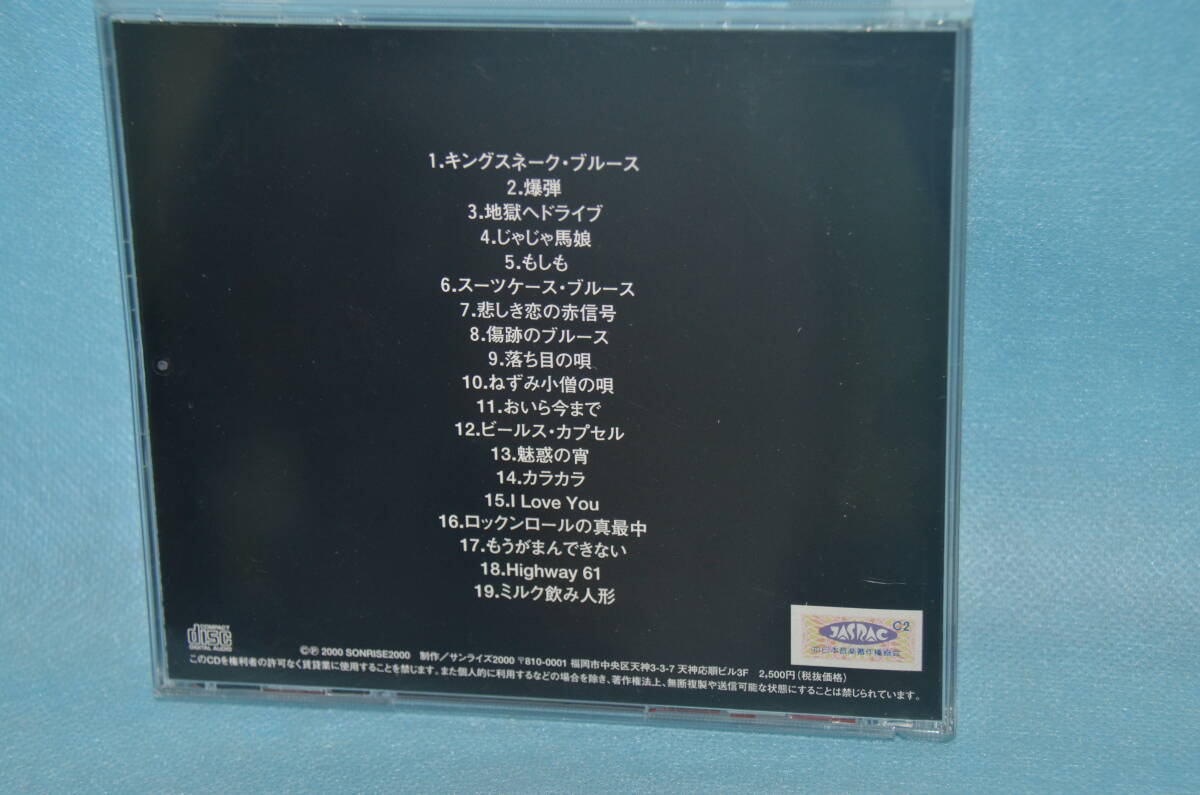 1.キングスネーク・ブルース
2.爆弾
3.地獄へドライブ
4.じゃじゃ馬娘
5.もしも
6.スーツケース・ブルース
7.悲しき恋の赤信号
8.傷跡のブルース
9.落ち目の唄
10.ねずみ小僧の唄
11.おいら今まで
12.ビールス・カプセル
13.魅惑の宵
14.カラカラ
15.I Love You
16.ロックンロールの真最中
17.もうがまんできない
18.Highway 61
19.ミルク飲み人形
COMPACT
disc
DIGITAL AUDIO
JASRAC C2
©℗ 2000 SONRISE2000 制作/サンライズ2000 〒810-0001 福岡市中央区天神3-3-7 天神応順ビル3F 2,500円(税抜価格)
このCDを権利者の許可なく賃貸業に使用することを禁じます。また個人的に利用するなどの場合を除き、著作権法上、無断複製や送信可能な状態にすることは禁じられています。